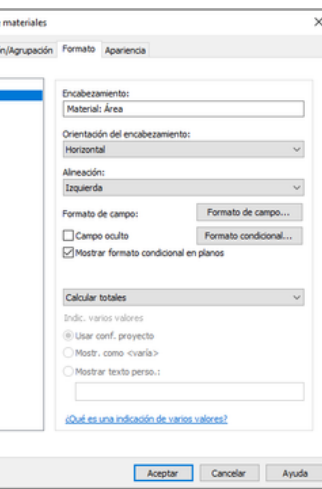 materiales
n/Agrupación Formato Apariencia
Encabezamiento:
Material: Área
Orientación del encabezamiento:
Horizontal
Alineación:
Izquierda
Formato de campo: Formato de campo...
Campo oculto Formato condicional...
Mostrar formato condicional en planos
Calcular totales
Indic. varios valores
Usar conf. proyecto
Mostr. como <varía>
Mostrar texto perso.:
¿Qué es una indicación de varios valores?
Aceptar Cancelar Ayuda